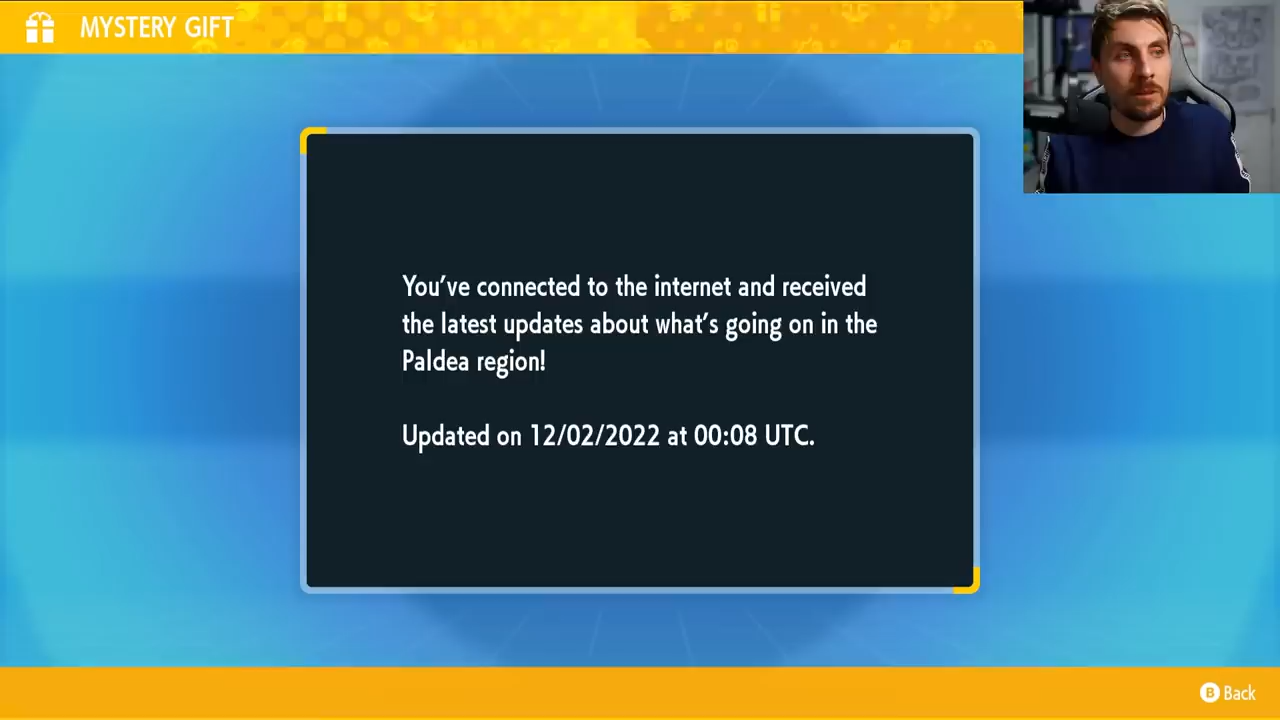 MYSTERY GIFT
You've connected to the internet and received
the latest updates about what's going on in the
Paldea region!
Updated on 12/02/2022 at 00:08 UTC.
B Back